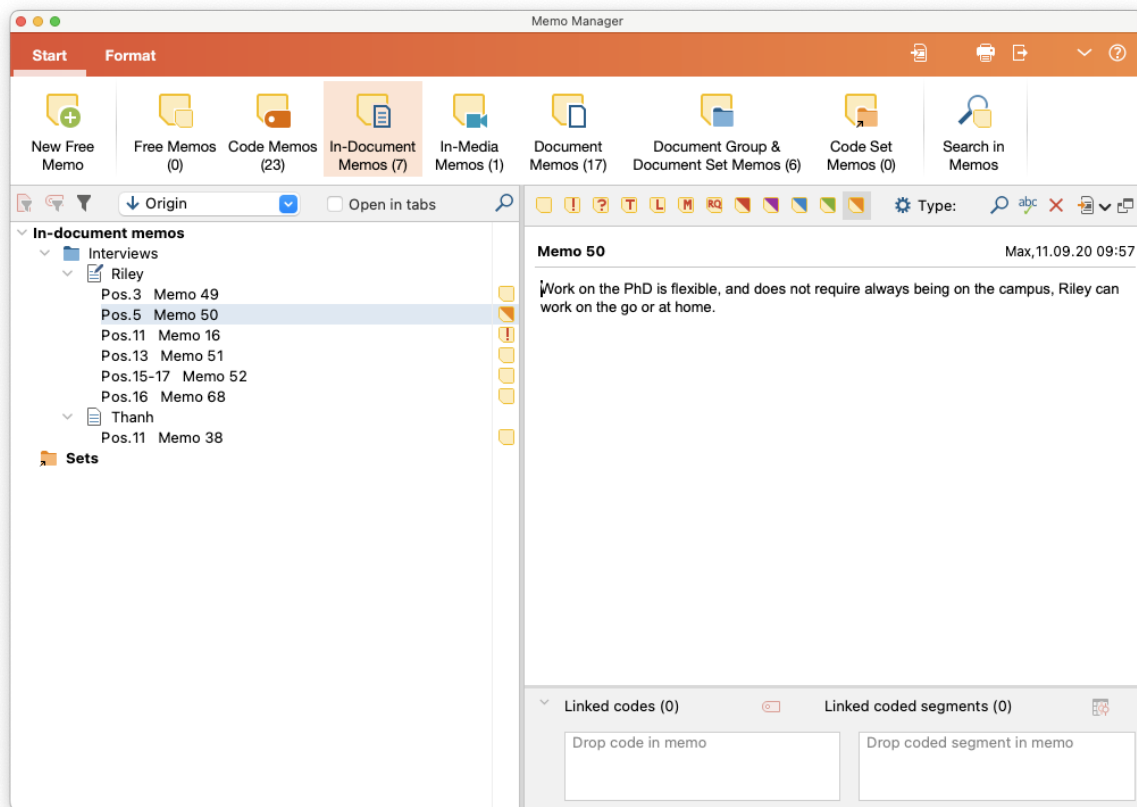 Memo Manager
Start Format
New Free Memo
Free Memos (0)
Code Memos (23)
In-Document Memos (7)
In-Media Memos (1)
Document Memos (17)
Document Group & Document Set Memos (6)
Code Set Memos (0)
Search in Memos
Origin
Open in tabs
! ? T L M RQ
Type:
abc
In-document memos
Interviews
Riley
Pos.3 Memo 49
Pos.5 Memo 50
Pos.11 Memo 16
!
Pos.13 Memo 51
Pos.15-17 Memo 52
Pos.16 Memo 68
Thanh
Pos.11 Memo 38
Sets
Memo 50 Max,11.09.20 09:57
Work on the PhD is flexible, and does not require always being on the campus, Riley can
work on the go or at home.
Linked codes (0) Linked coded segments (0)
Drop code in memo Drop coded segment in memo